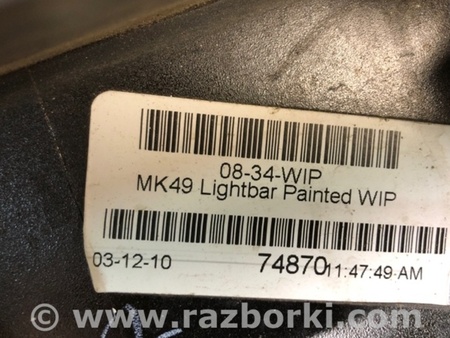 08-34-WIP
MK49 Lightbar Painted WIP
03-12-10 74870 11:47:49 AM
© www.razborki.com